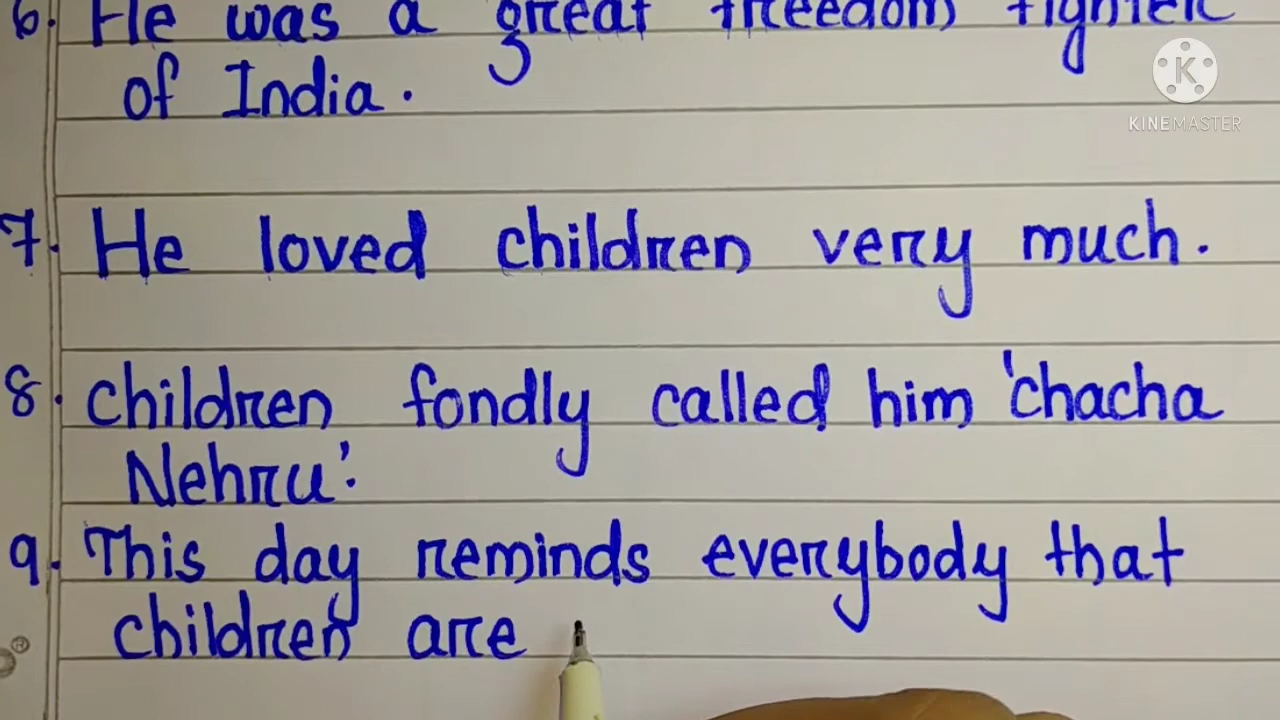 6. He was a great freedom fighter
of India.
KINEMASTER
7. He loved children very much.
8. children fondly called him 'chacha
Nehru'.
9. This day reminds everybody that
children are